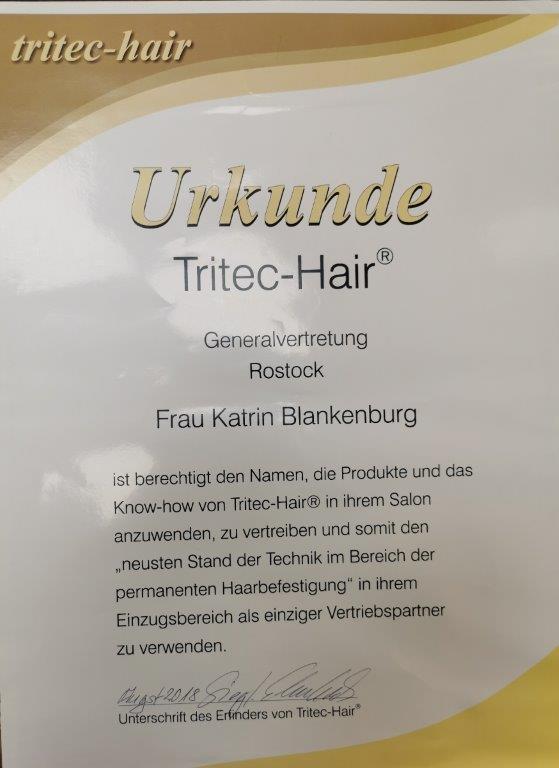 tritec-hair
Urkunde
Tritec-Hair®
Generalvertretung
Rostock
Frau Katrin Blankenburg
ist berechtigt den Namen, die Produkte und das
Know-how von Tritec-Hair® in ihrem Salon
anzuwenden, zu vertreiben und somit den
„neusten Stand der Technik im Bereich der
permanenten Haarbefestigung“ in ihrem
Einzugsbereich als einziger Vertriebspartner
zu verwenden.
August 2018
Unterschrift des Erfinders von Tritec-Hair®